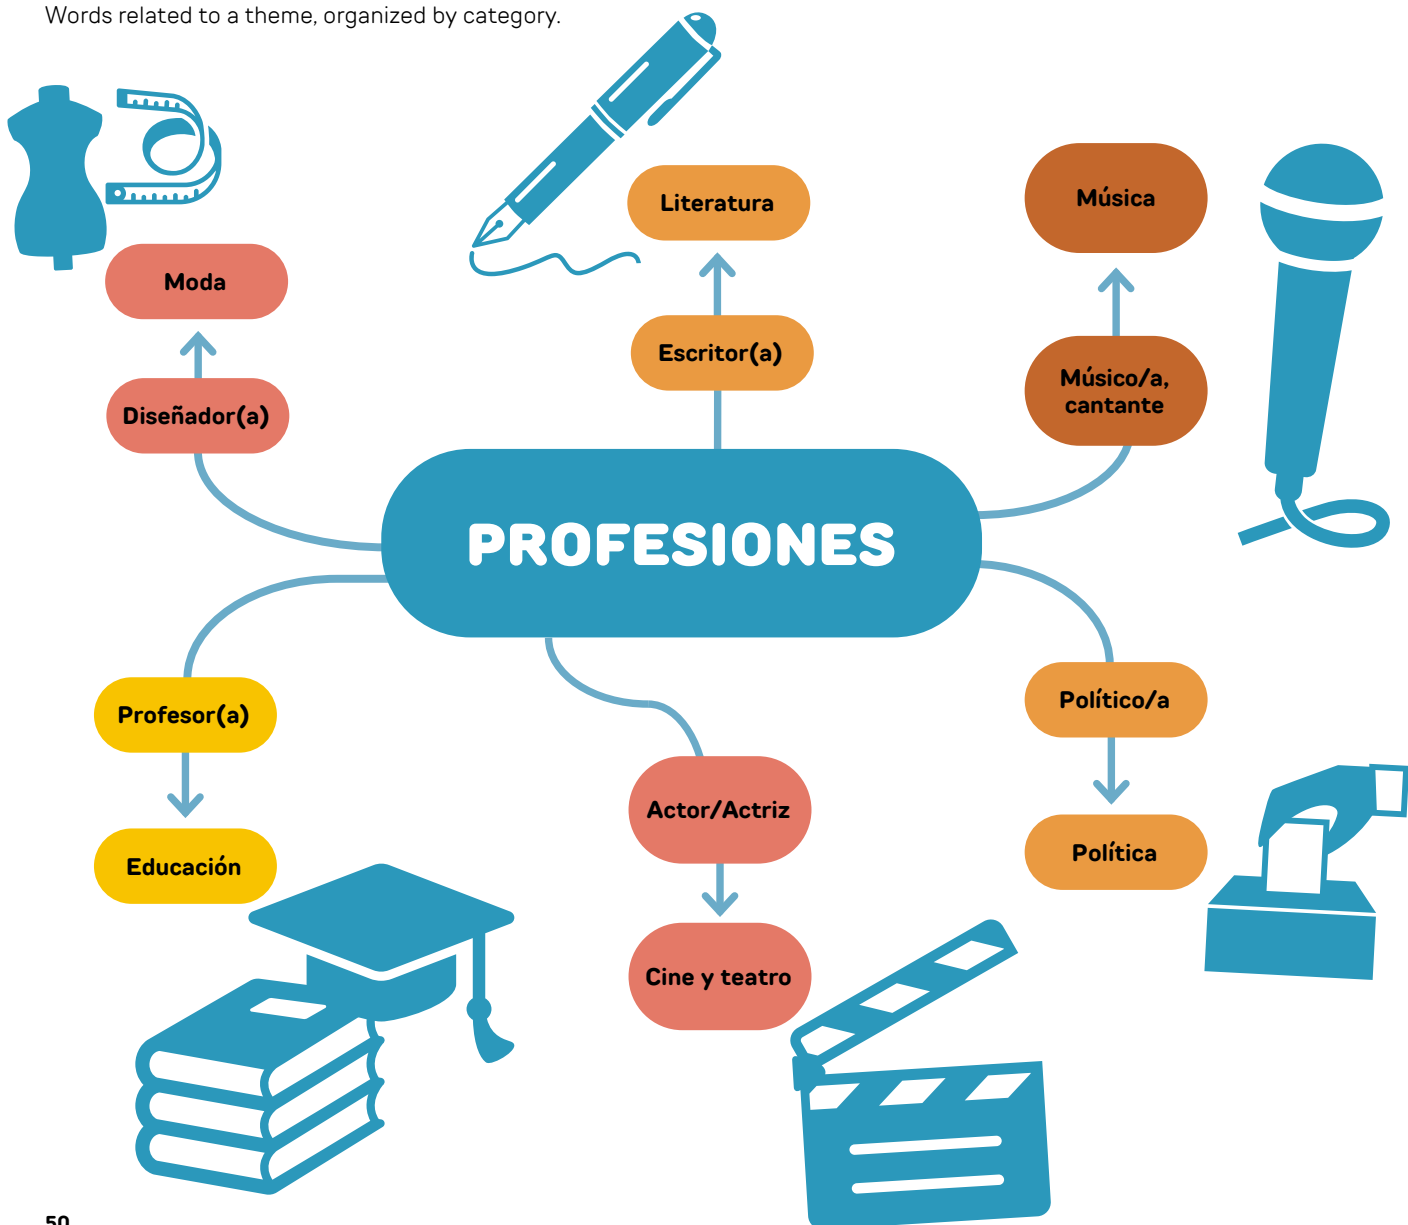 Words related to a theme, organized by category.
Literatura
Música
Moda
Escritor(a)
Músico/a,
cantante
Diseñador(a)
PROFESIONES
Profesor(a)
Político/a
Actor/Actriz
Educación
Política
Cine y teatro
50